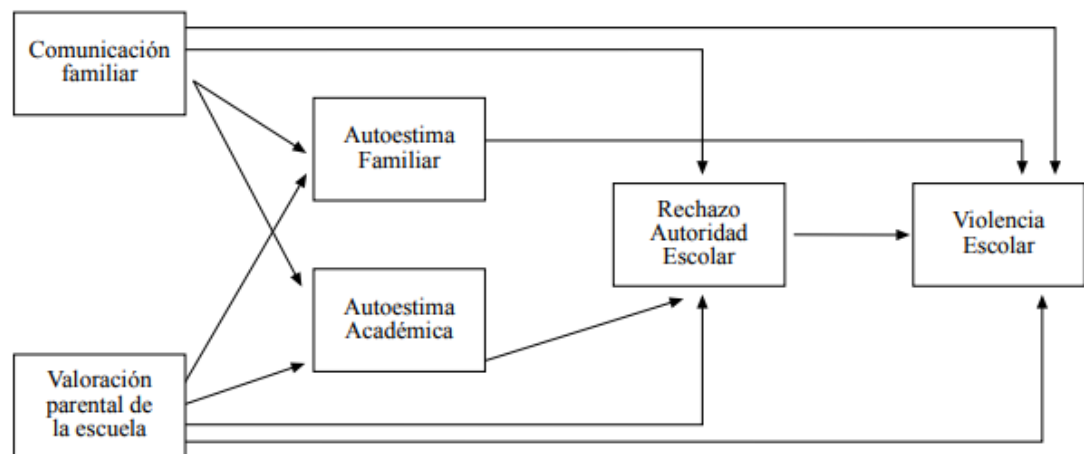 Comunicación
familiar
Autoestima
Familiar
Rechazo
Autoridad
Escolar
Violencia
Escolar
Autoestima
Académica
Valoración
parental de
la escuela